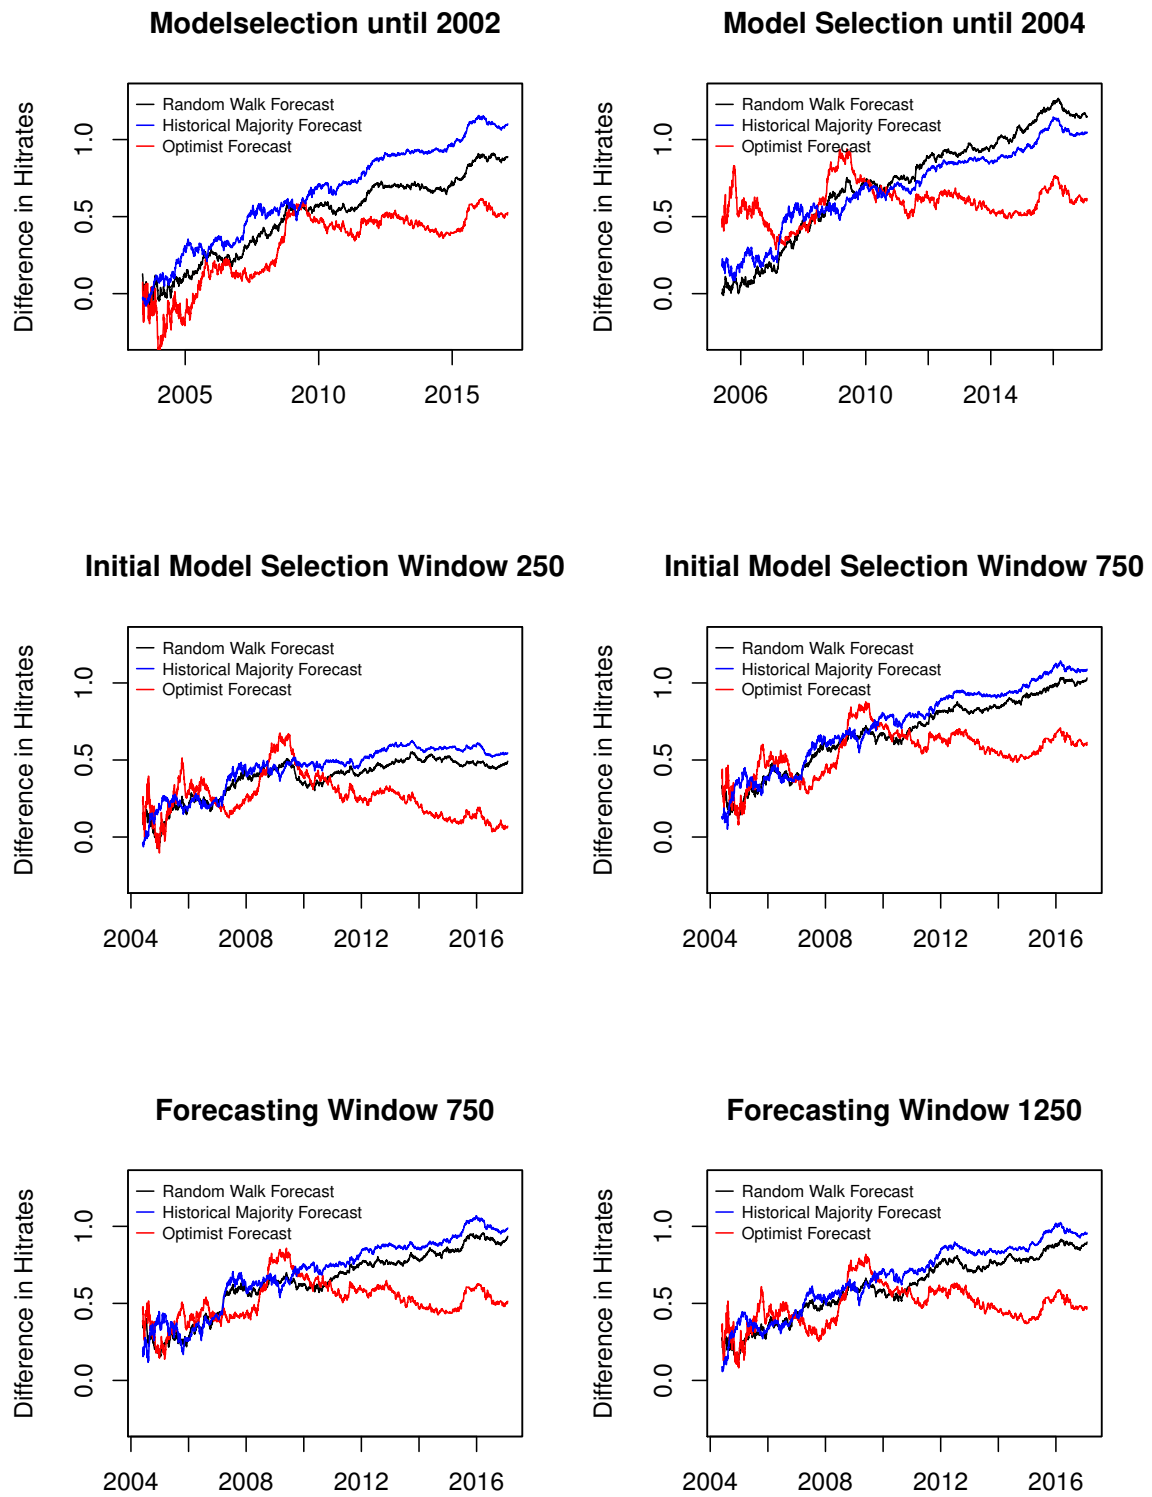 Modelselection until 2002
Difference in Hitrates
1.0
0.5
0.0
Random Walk Forecast
Historical Majority Forecast
Optimist Forecast
2005 2010 2015
Model Selection until 2004
Difference in Hitrates
1.0
0.5
0.0
Random Walk Forecast
Historical Majority Forecast
Optimist Forecast
2006 2010 2014
Initial Model Selection Window 250
Difference in Hitrates
1.0
0.5
0.0
Random Walk Forecast
Historical Majority Forecast
Optimist Forecast
2004 2008 2012 2016
Initial Model Selection Window 750
Difference in Hitrates
1.0
0.5
0.0
Random Walk Forecast
Historical Majority Forecast
Optimist Forecast
2004 2008 2012 2016
Forecasting Window 750
Difference in Hitrates
1.0
0.5
0.0
Random Walk Forecast
Historical Majority Forecast
Optimist Forecast
2004 2008 2012 2016
Forecasting Window 1250
Difference in Hitrates
1.0
0.5
0.0
Random Walk Forecast
Historical Majority Forecast
Optimist Forecast
2004 2008 2012 2016